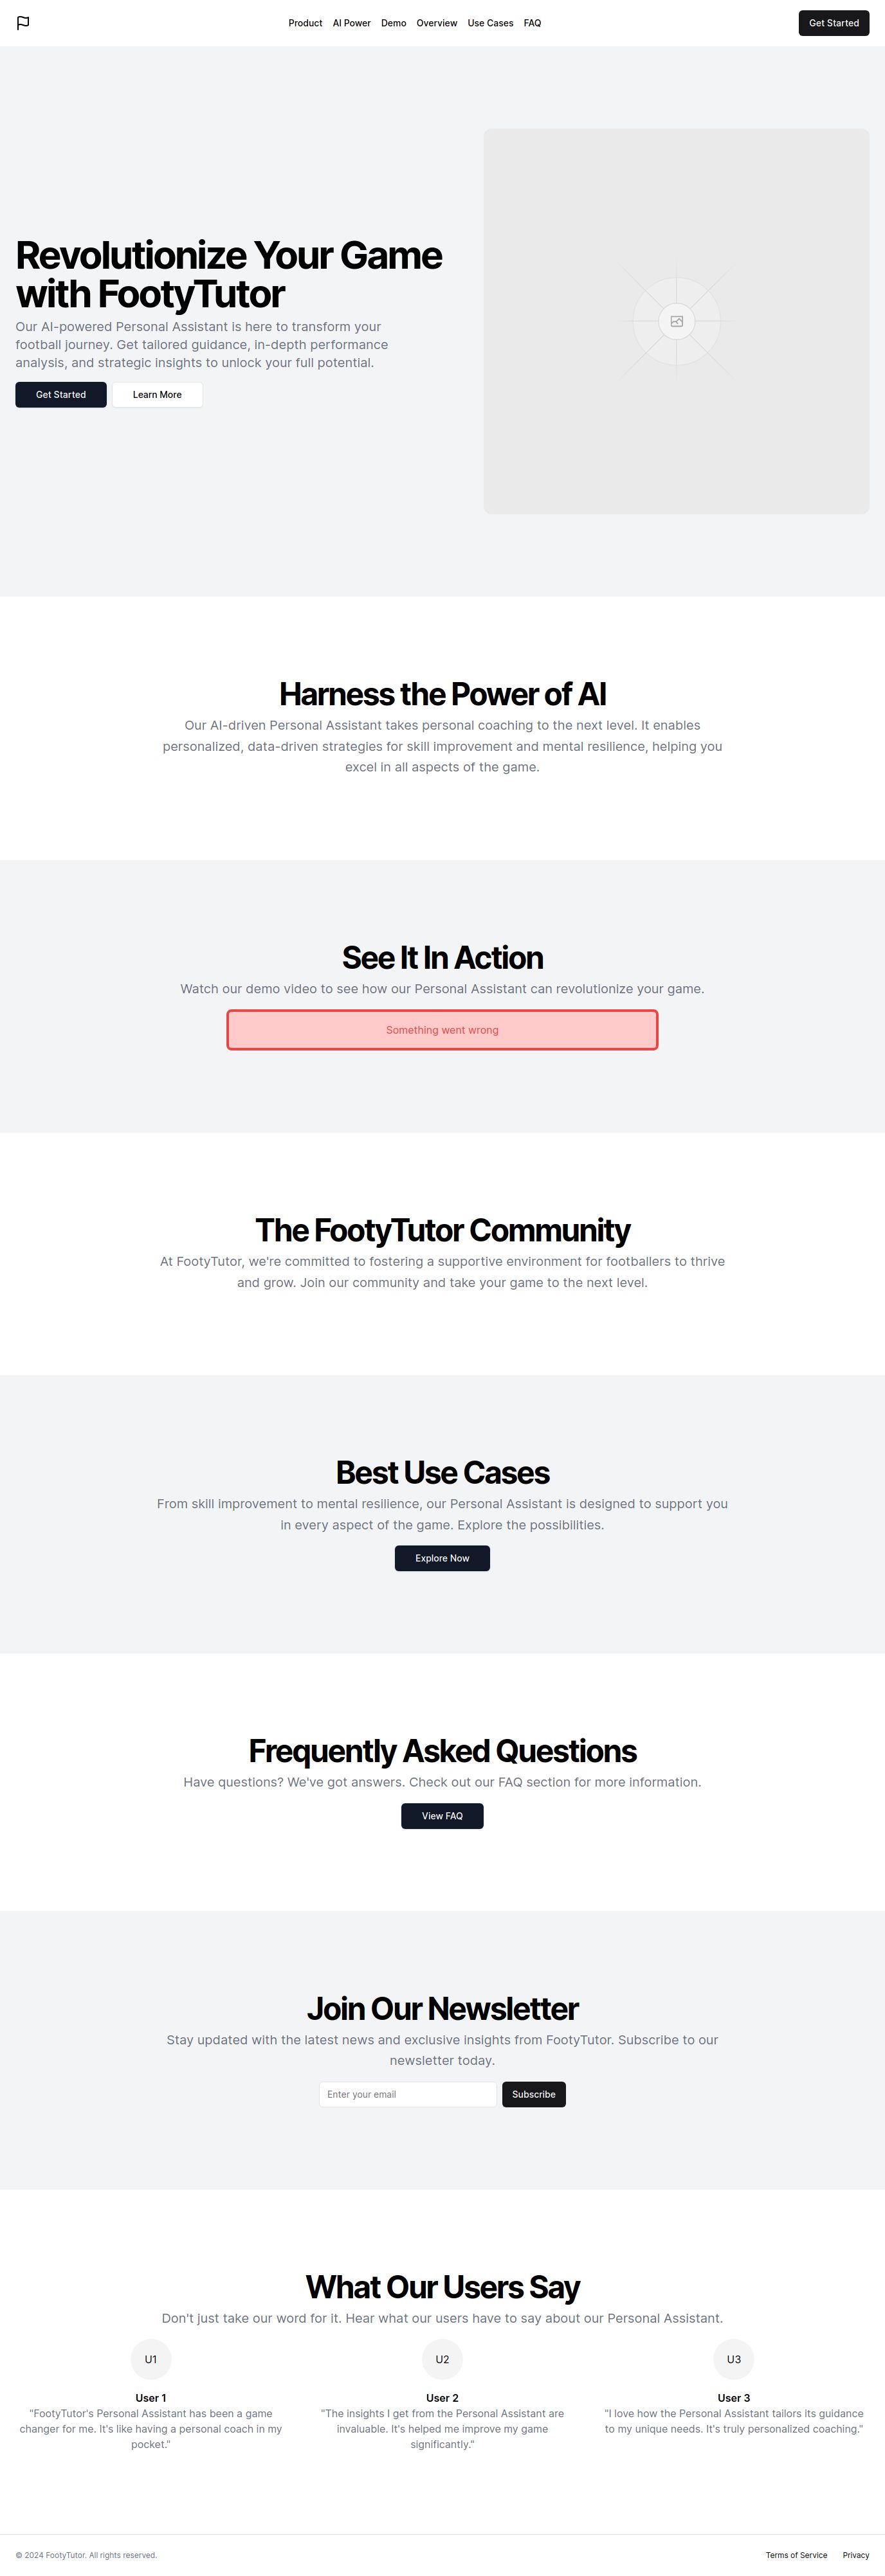 Product AI Power Demo Overview Use Cases FAQ
Get Started
Revolutionize Your Game
with FootyTutor
Our AI-powered Personal Assistant is here to transform your
football journey. Get tailored guidance, in-depth performance
analysis, and strategic insights to unlock your full potential.
Get Started
Learn More
Harness the Power of AI
Our AI-driven Personal Assistant takes personal coaching to the next level. It enables
personalized, data-driven strategies for skill improvement and mental resilience, helping you
excel in all aspects of the game.
See It In Action
Watch our demo video to see how our Personal Assistant can revolutionize your game.
Something went wrong
The FootyTutor Community
At FootyTutor, we're committed to fostering a supportive environment for footballers to thrive
and grow. Join our community and take your game to the next level.
Best Use Cases
From skill improvement to mental resilience, our Personal Assistant is designed to support you
in every aspect of the game. Explore the possibilities.
Explore Now
Frequently Asked Questions
Have questions? We've got answers. Check out our FAQ section for more information.
View FAQ
Join Our Newsletter
Stay updated with the latest news and exclusive insights from FootyTutor. Subscribe to our
newsletter today.
Enter your email
Subscribe
What Our Users Say
Don't just take our word for it. Hear what our users have to say about our Personal Assistant.
U1
User 1
"FootyTutor's Personal Assistant has been a game
changer for me. It's like having a personal coach in my
pocket."
U2
User 2
"The insights I get from the Personal Assistant are
invaluable. It's helped me improve my game
significantly."
U3
User 3
"I love how the Personal Assistant tailors its guidance
to my unique needs. It's truly personalized coaching."
© 2024 FootyTutor. All rights reserved.
Terms of Service
Privacy